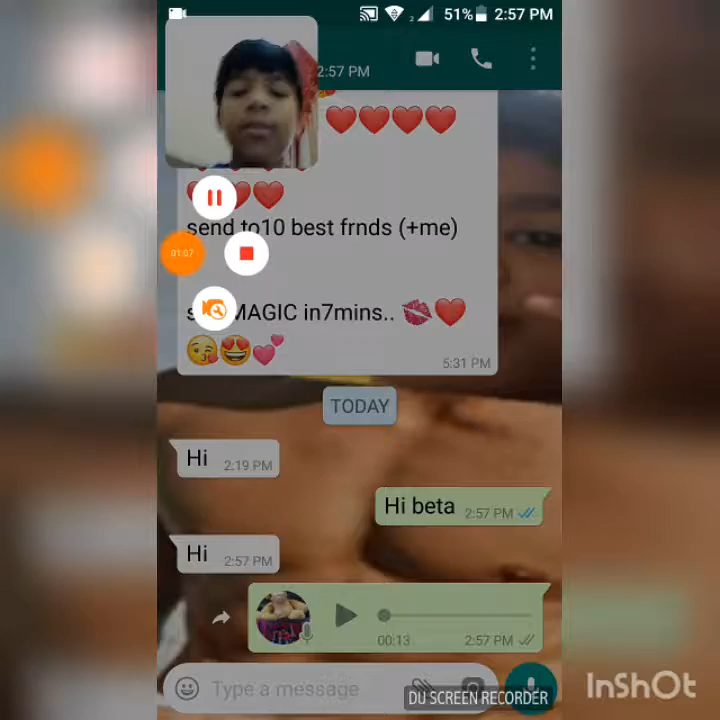 51% 2:57 PM
2:57 PM
send to10 best frnds (+me)
MAGIC in7mins..
5:31 PM
01:07
TODAY
Hi 2:19 PM
Hi beta 2:57 PM
Hi 2:57 PM
00:13 2:57 PM
Type a message
DU SCREEN RECORDER
INSHOT